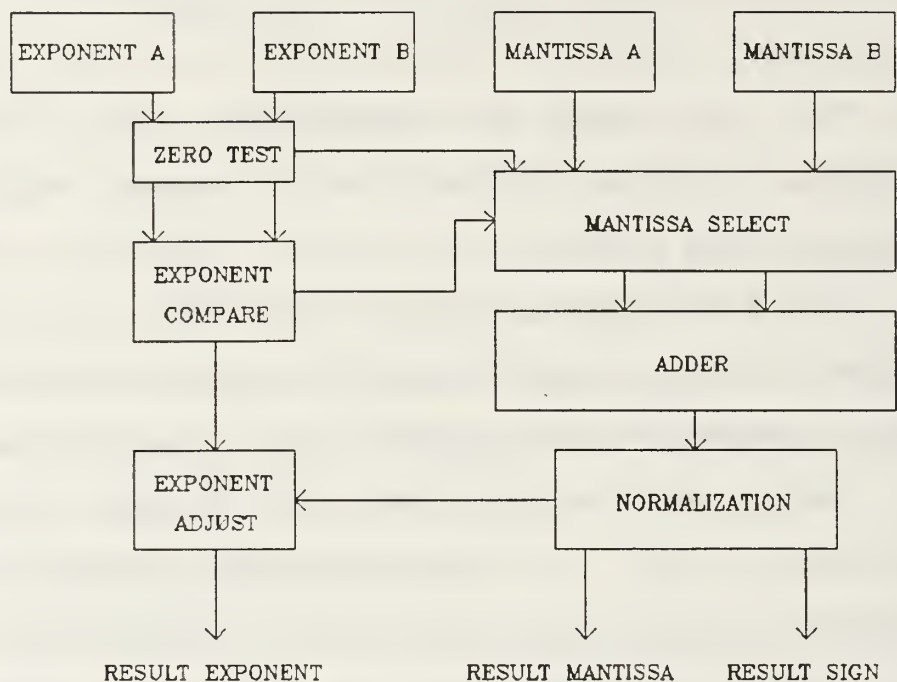 EXPONENT A
EXPONENT B
MANTISSA A
MANTISSA B
ZERO TEST
MANTISSA SELECT
EXPONENT
COMPARE
ADDER
EXPONENT
ADJUST
NORMALIZATION
RESULT EXPONENT
RESULT MANTISSA
RESULT SIGN